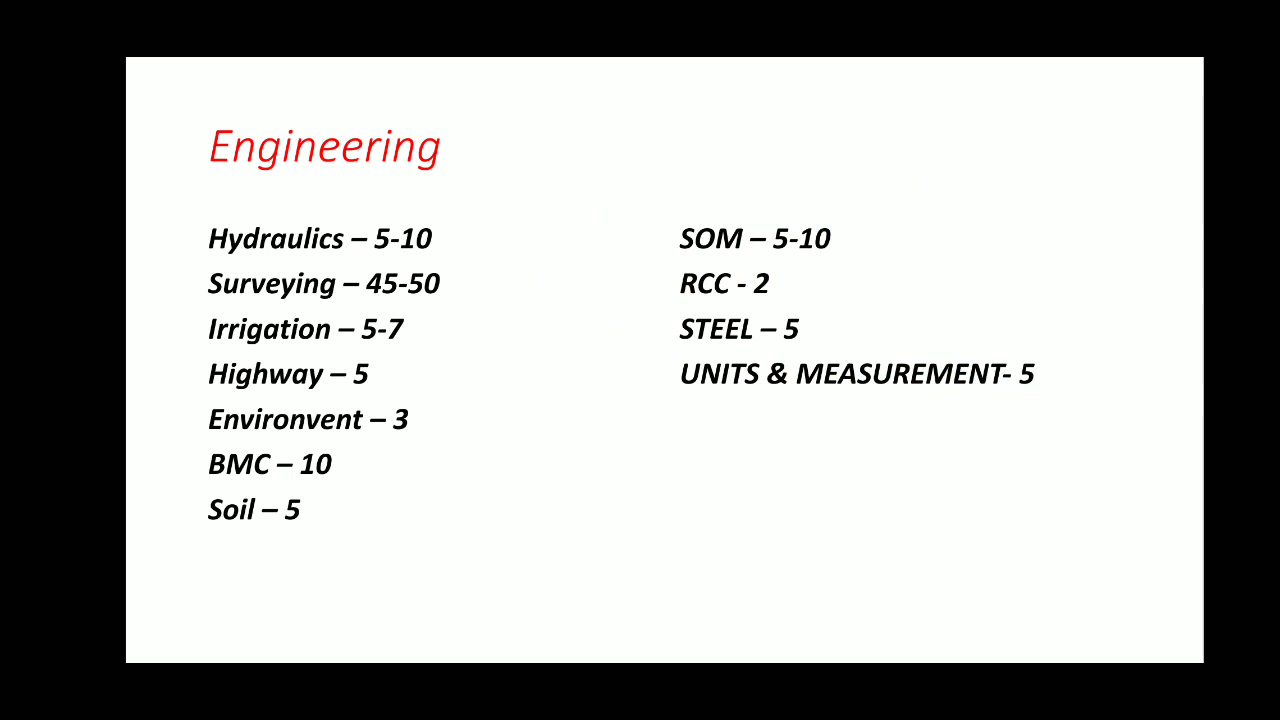 Engineering
Hydraulics – 5-10
Surveying – 45-50
Irrigation – 5-7
Highway – 5
Environvent – 3
BMC – 10
Soil – 5
SOM – 5-10
RCC - 2
STEEL – 5
UNITS & MEASUREMENT- 5